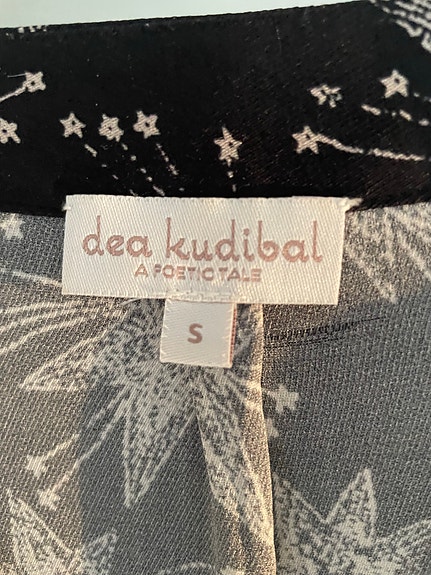 dea kudibal
A POETIC TALE
S